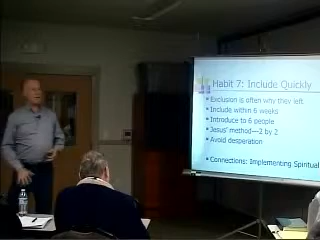 Habit 7: Include Quickly
Exclusion is often why they left
Include within 6 weeks
Introduce to 6 people
Jesus' method—2 by 2
Avoid desperation
Connections: Implementing Spiritual